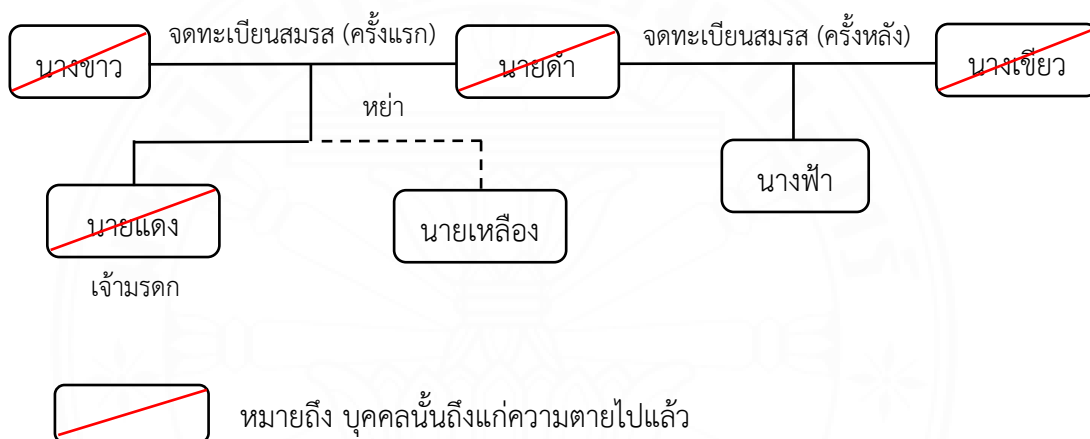 จดทะเบียนสมรส (ครั้งแรก)
จดทะเบียนสมรส (ครั้งหลัง)
นางขาว
นายดำ
นางเขียว
หย่า
นางฟ้า
นายแดง
นายเหลือง
เจ้ามรดก
หมายถึง บุคคลนั้นถึงแก่ความตายไปแล้ว